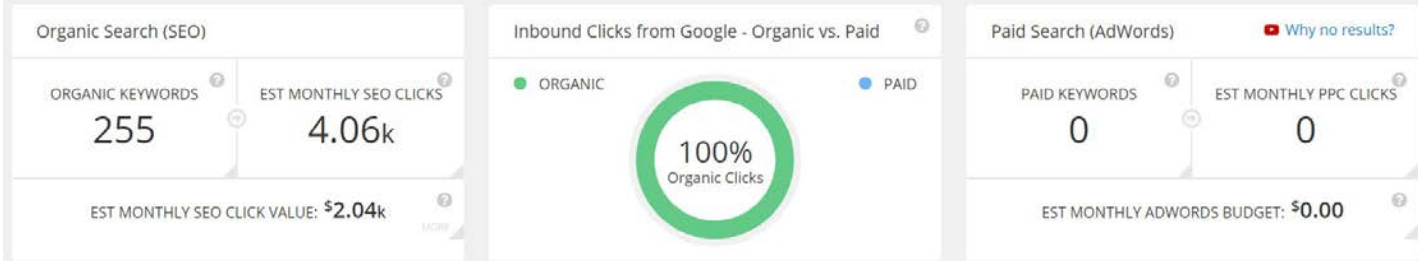 Organic Search (SEO)
ORGANIC KEYWORDS ?
255
EST MONTHLY SEO CLICKS ?
4.06k
EST MONTHLY SEO CLICK VALUE: $2.04k ?
MORE
Inbound Clicks from Google - Organic vs. Paid ?
ORGANIC
PAID
100%
Organic Clicks
Paid Search (AdWords)
Why no results?
PAID KEYWORDS ?
0
EST MONTHLY PPC CLICKS ?
0
EST MONTHLY ADWORDS BUDGET: $0.00 ?